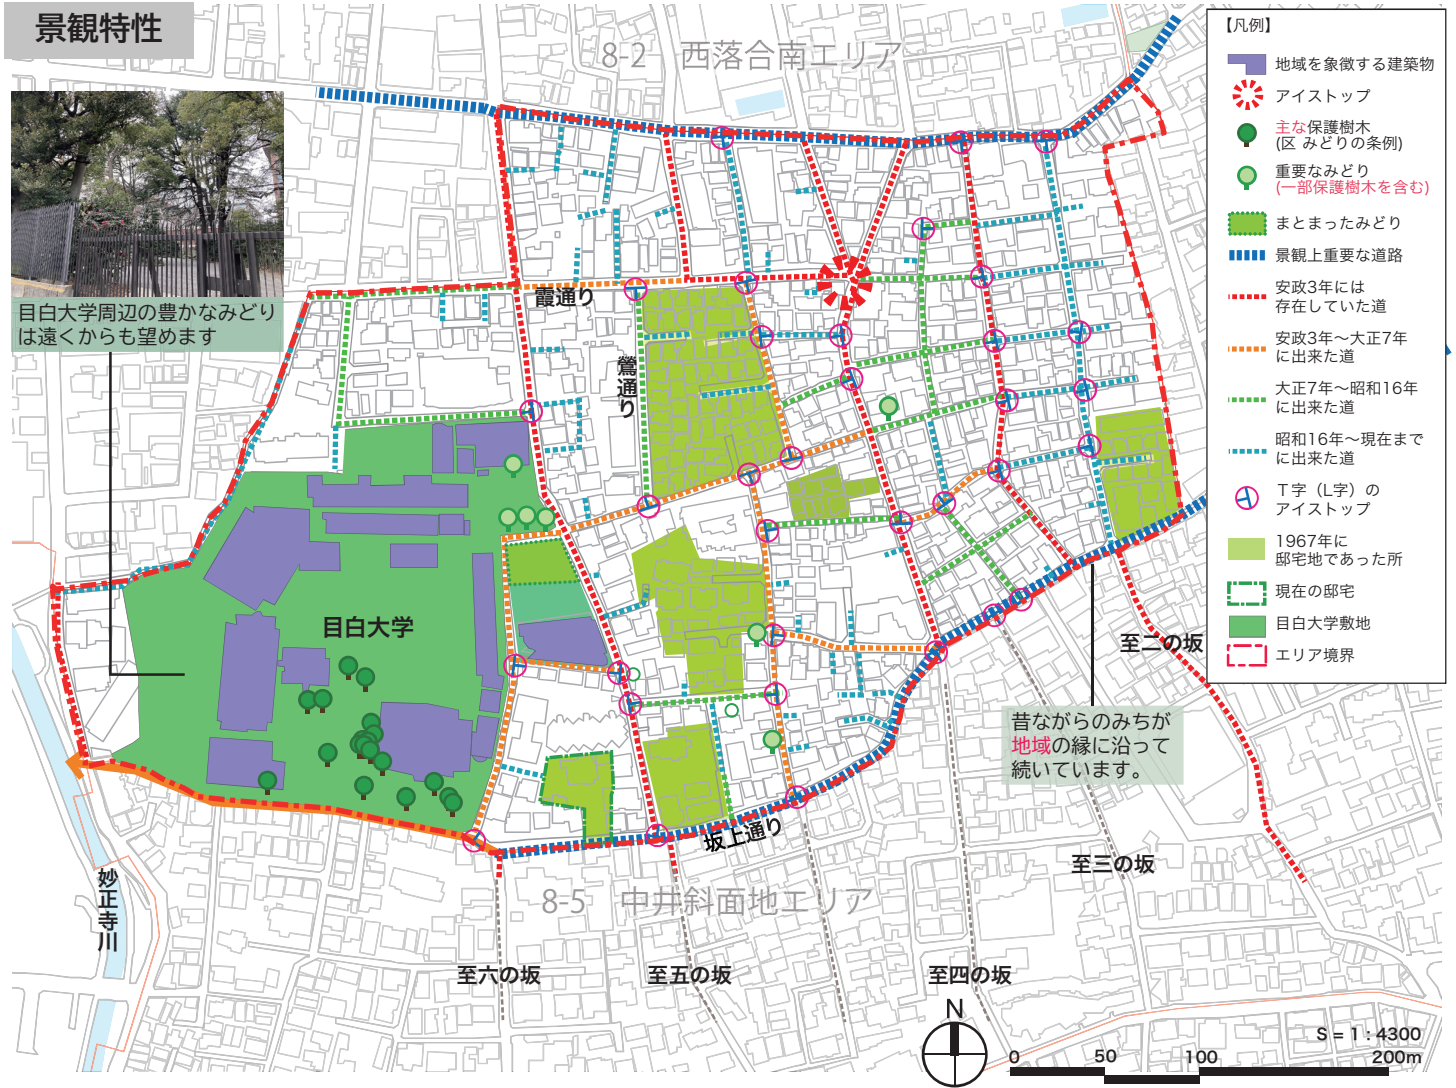 景観特性
8-2 西落合南エリア
目白大学周辺の豊かなみどり
は遠くからも望めます
霞通り
鶯通り
目白大学
坂上通り
妙正寺川
8-5 中井斜面地エリア
至六の坂
至五の坂
至四の坂
至三の坂
至二の坂
昔ながらのみちが
地域の縁に沿って
続いています。
【凡例】
地域を象徴する建築物
アイストップ
主な保護樹木
(区 みどりの条例)
重要なみどり
(一部保護樹木を含む)
まとまったみどり
景観上重要な道路
安政3年には
存在していた道
安政3年〜大正7年
に出来た道
大正7年〜昭和16年
に出来た道
昭和16年〜現在まで
に出来た道
T字（L字）の
アイストップ
1967年に
邸宅地であった所
現在の邸宅
目白大学敷地
エリア境界
N
S = 1 : 4300
0 50 100 200m